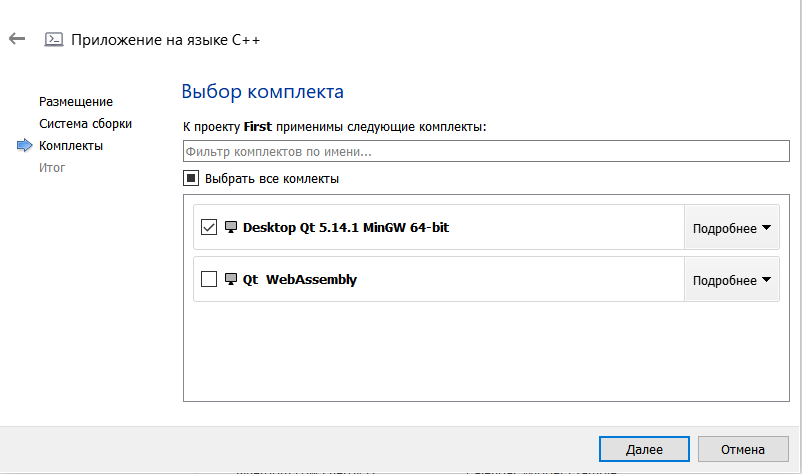 Приложение на языке C++
Размещение
Система сборки
Комплекты
Итог
Выбор комплекта
К проекту First применимы следующие комплекты:
Фильтр комплектов по имени...
Выбрать все комлекты
Desktop Qt 5.14.1 MinGW 64-bit
Подробнее
Qt WebAssembly
Подробнее
Далее
Отмена